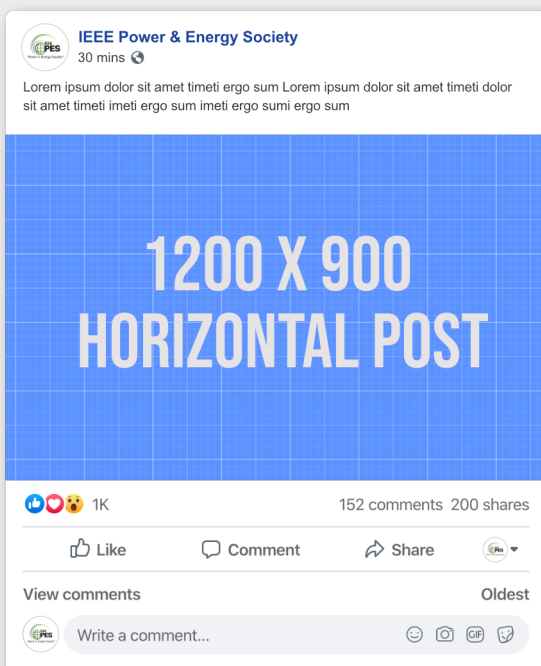 IEEE Power & Energy Society
30 mins
Lorem ipsum dolor sit amet timeti ergo sum Lorem ipsum dolor sit amet timeti dolor
sit amet timeti imeti ergo sum imeti ergo sumi ergo sum
1200 X 900
HORIZONTAL POST
1K 152 comments 200 shares
Like Comment Share
View comments Oldest
Write a comment... GIF